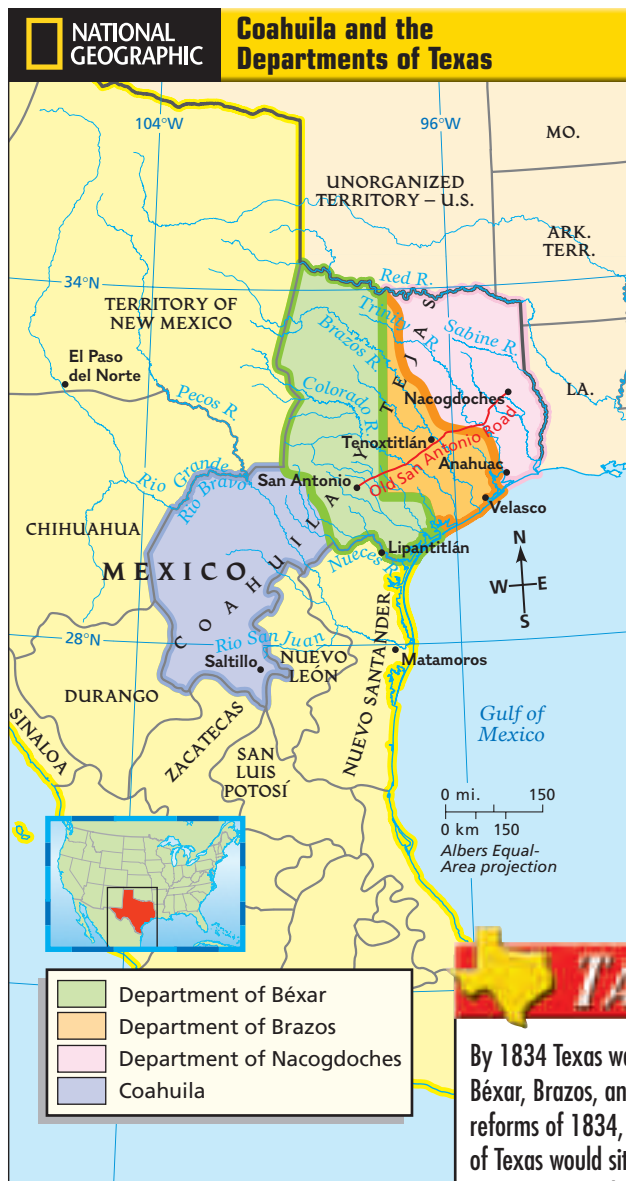 NATIONAL
GEOGRAPHIC
Coahuila and the
Departments of Texas
104°W
96°W
MO.
UNORGANIZED
TERRITORY – U.S.
ARK.
TERR.
34°N
Red R.
TERRITORY OF
NEW MEXICO
Trinity R.
Sabine R.
Brazos R.
El Paso
del Norte
Pecos R.
Colorado R.
Nacogdoches
LA.
Tenoxtitlán
Old San Antonio Road
Anahuac
Rio Grande
Rio Bravo
San Antonio
Velasco
COAHUILA Y TEJAS
CHIHUAHUA
Lipantitlán
Nueces R.
N
W
E
S
MEXICO
28°N
Rio San Juan
NUEVO
LEÓN
Saltillo
NUEVO SANTANDER
Matamoros
DURANGO
SINALOA
ZACATECAS
SAN
LUIS
POTOSÍ
Gulf of
Mexico
0 mi. 150
0 km 150
Albers Equal-
Area projection
Department of Béxar
Department of Brazos
Department of Nacogdoches
Coahuila
By 1834 Texas
Béxar, Brazos,
reforms of 1834,
of Texas would